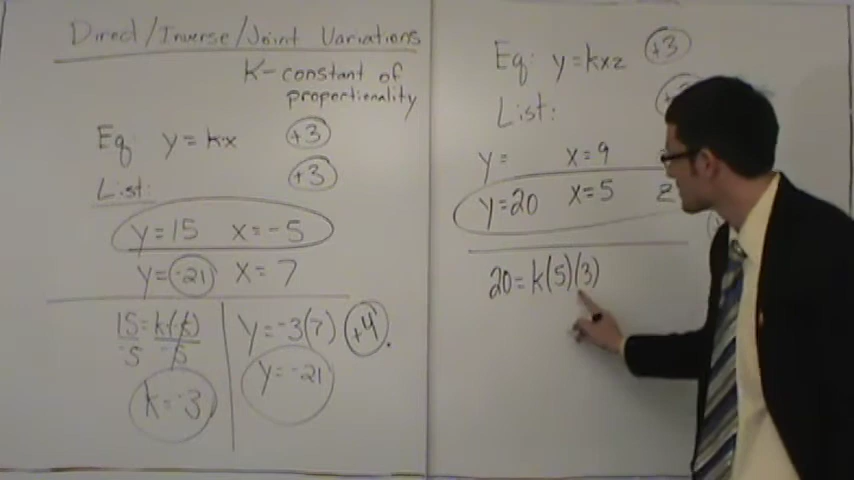 Direct/Inverse/Joint Variations
K-constant of
proportionality
Eq: y=kx +3
List: +3
y=15 x=-5
y=-21 x=7
15=k(-5)
-5 -5
k=-3
y=-3(7) +4
y=-21
Eq: y=kxz +3
List:
y= x=9
y=20 x=5 z
20=k(5)(3)